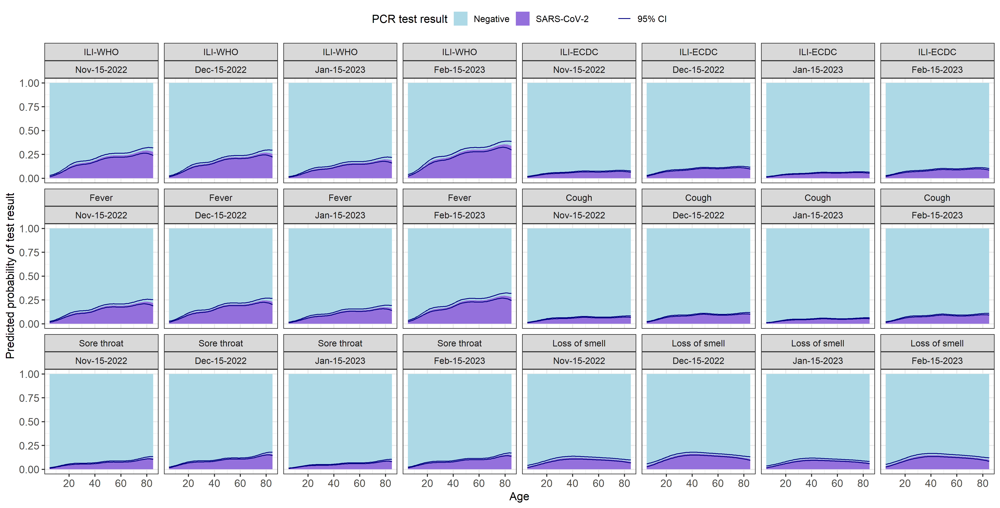 PCR test result Negative SARS-CoV-2 95% CI
ILI-WHO ILI-WHO ILI-WHO ILI-WHO ILI-ECDC ILI-ECDC ILI-ECDC ILI-ECDC
Nov-15-2022 Dec-15-2022 Jan-15-2023 Feb-15-2023 Nov-15-2022 Dec-15-2022 Jan-15-2023 Feb-15-2023
1.00
0.75
0.50
0.25
0.00
Fever Fever Fever Fever Cough Cough Cough Cough
Nov-15-2022 Dec-15-2022 Jan-15-2023 Feb-15-2023 Nov-15-2022 Dec-15-2022 Jan-15-2023 Feb-15-2023
1.00
0.75
0.50
0.25
0.00
Sore throat Sore throat Sore throat Sore throat Loss of smell Loss of smell Loss of smell Loss of smell
Nov-15-2022 Dec-15-2022 Jan-15-2023 Feb-15-2023 Nov-15-2022 Dec-15-2022 Jan-15-2023 Feb-15-2023
1.00
0.75
0.50
0.25
0.00
20 40 60 80 20 40 60 80 20 40 60 80 20 40 60 80 20 40 60 80 20 40 60 80 20 40 60 80 20 40 60 80
Age
Predicted probability of test result